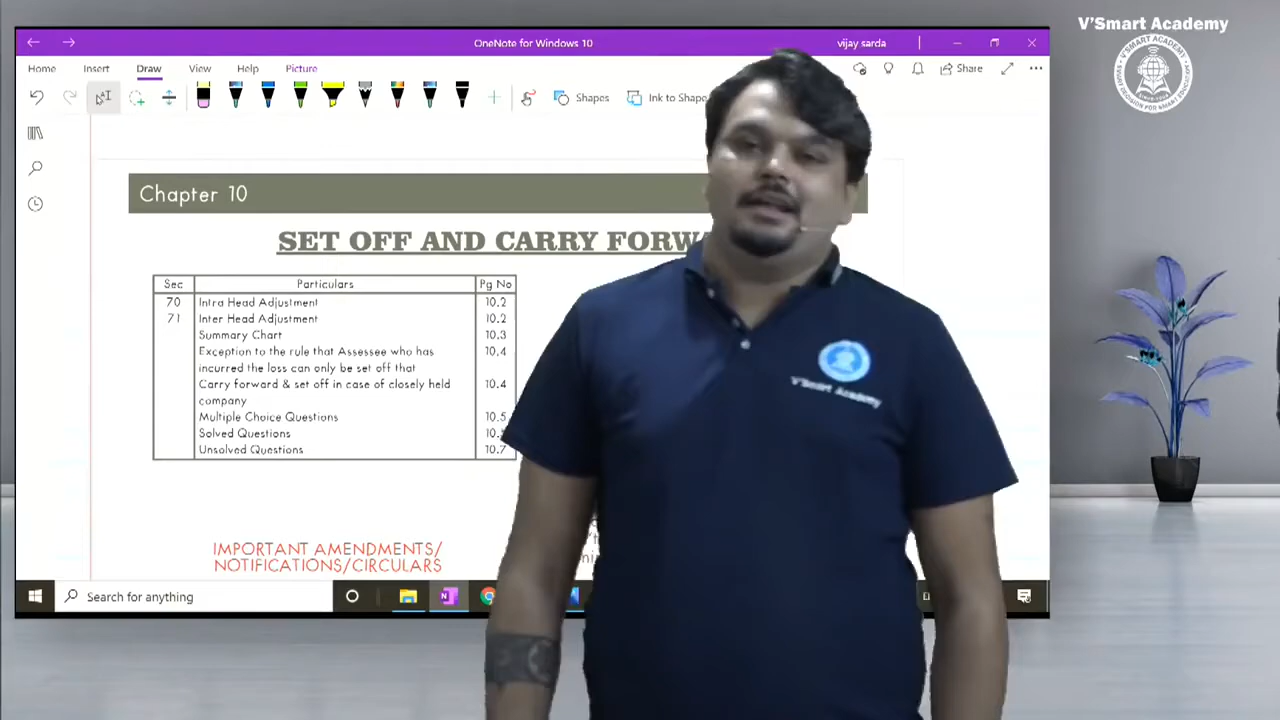 V'Smart Academy
OneNote for Windows 10
vijay sarda
Home Insert Draw View Help Picture
Share
Shapes
Ink to Shape
Chapter 10
SET OFF AND CARRY
Sec Particulars Pg No
70 Intra Head Adjustment 10.2
71 Inter Head Adjustment 10.2
Summary Chart 10.3
Exception to the rule that Assessee who has 10.4
incurred the loss can only be set off that
Carry forward & set off in case of closely held 10.4
company
Multiple Choice Questions 10.5
Solved Questions
Unsolved Questions 10.7
IMPORTANT AMENDMENTS/
NOTIFICATIONS/CIRCULARS
Search for anything
V'Smart Academy